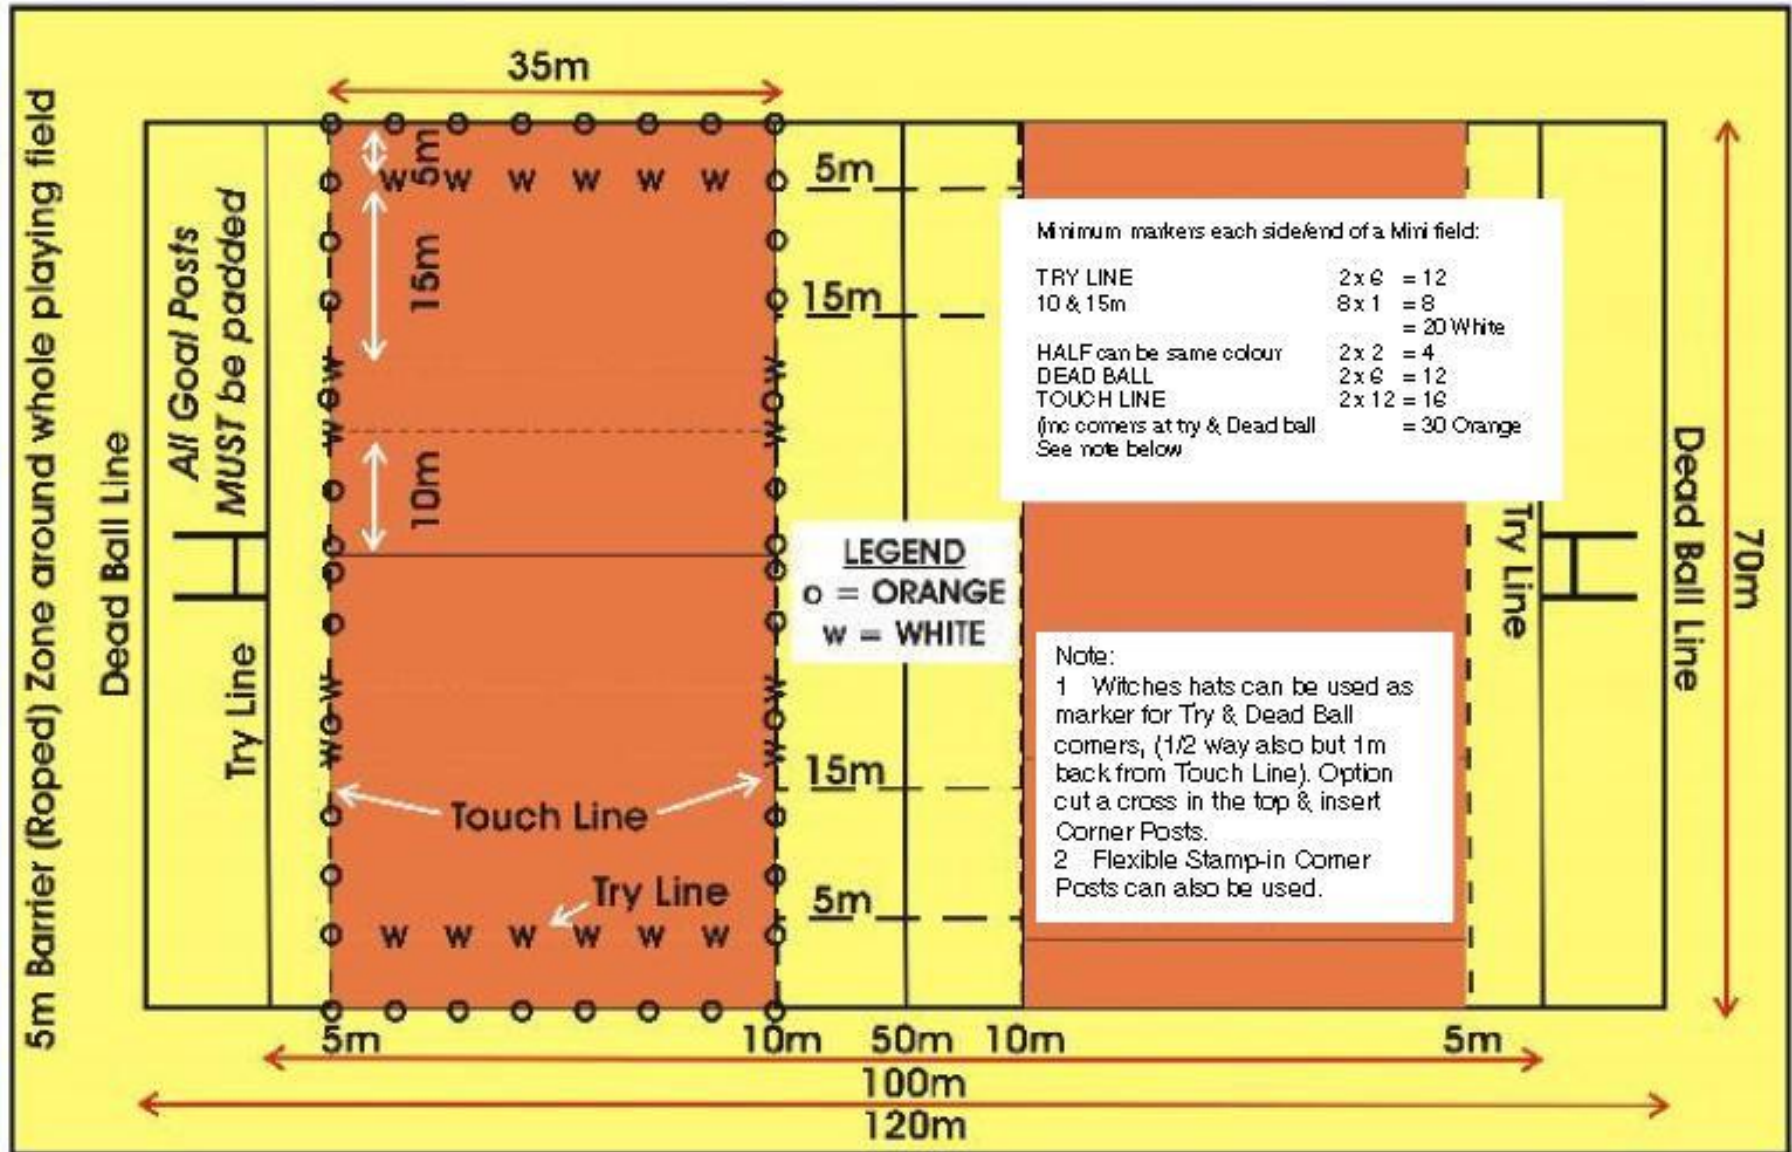 35m
5m Barrier (Roped) Zone around whole playing field
Dead Ball Line
All Goal Posts
MUST be padded
Try Line
o o o o o o o o
5m
o w w w w w w o
15m
o o
o o
w w
o o
w w
10m
o o
o o
o o
o o
w w
o o
w w
Touch Line
o o
o o
Try Line
o w w w w w w o
o o o o o o o o
5m
15m
LEGEND
o = ORANGE
w = WHITE
15m
5m
Minimum markers each side/end of a Mini field:
TRY LINE 2 x 6 = 12
10 & 15m 8 x 1 = 8
= 20 White
HALF can be same colour 2 x 2 = 4
DEAD BALL 2 x 6 = 12
TOUCH LINE 2 x 12 = 16
(inc corners at try & Dead ball = 30 Orange
See note below
Note:
1 Witches hats can be used as
marker for Try & Dead Ball
corners, (1/2 way also but 1m
back from Touch Line). Option
cut a cross in the top & insert
Corner Posts.
2 Flexible Stamp-in Corner
Posts can also be used.
Try Line
Dead Ball Line
70m
5m 10m 50m 10m 5m
100m
120m